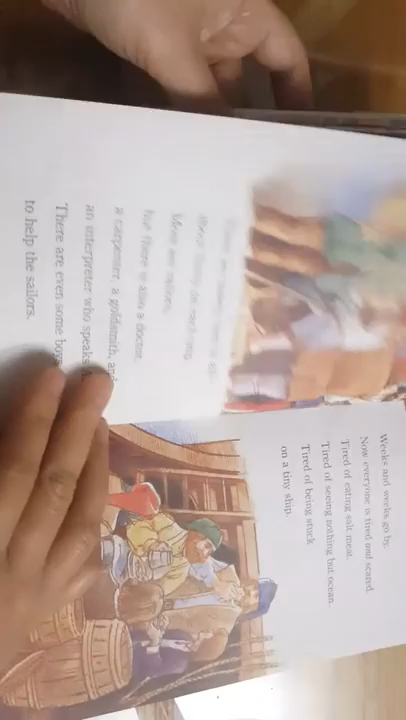 Most are sailors.
But there is also a doctor,
a carpenter, a goldsmith, and
an interpreter who speaks
There are even some boys
to help the sailors.
Weeks and weeks go by.
Now everyone is tired and scared.
Tired of eating salt meat.
Tired of seeing nothing but ocean.
Tired of being stuck
on a tiny ship.